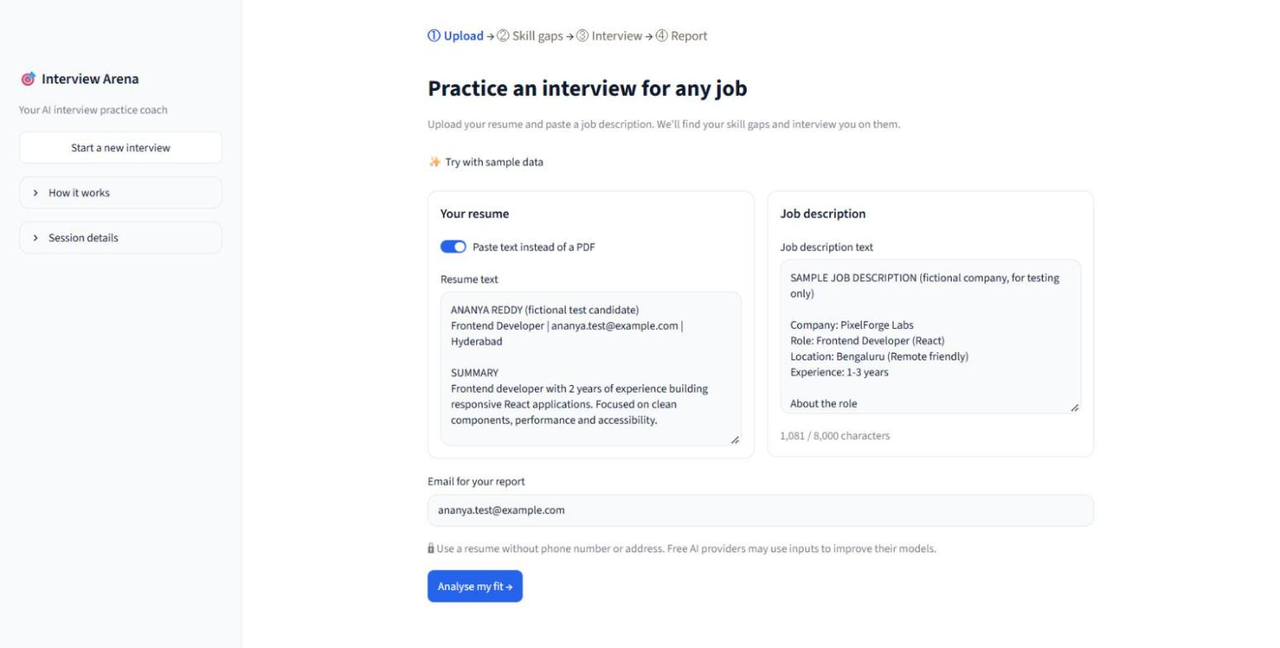 ① Upload → ② Skill gaps → ③ Interview → ④ Report
🎯 Interview Arena
Your AI interview practice coach
Start a new interview
How it works
Session details
Practice an interview for any job
Upload your resume and paste a job description. We'll find your skill gaps and interview you on them.
✨ Try with sample data
Your resume
Paste text instead of a PDF
Resume text
ANANYA REDDY (fictional test candidate)
Frontend Developer | ananya.test@example.com |
Hyderabad
SUMMARY
Frontend developer with 2 years of experience building
responsive React applications. Focused on clean
components, performance and accessibility.
Job description
Job description text
SAMPLE JOB DESCRIPTION (fictional company, for testing
only)
Company: PixelForge Labs
Role: Frontend Developer (React)
Location: Bengaluru (Remote friendly)
Experience: 1-3 years
About the role
1,081 / 8,000 characters
Email for your report
ananya.test@example.com
🔒 Use a resume without phone number or address. Free AI providers may use inputs to improve their models.
Analyse my fit →